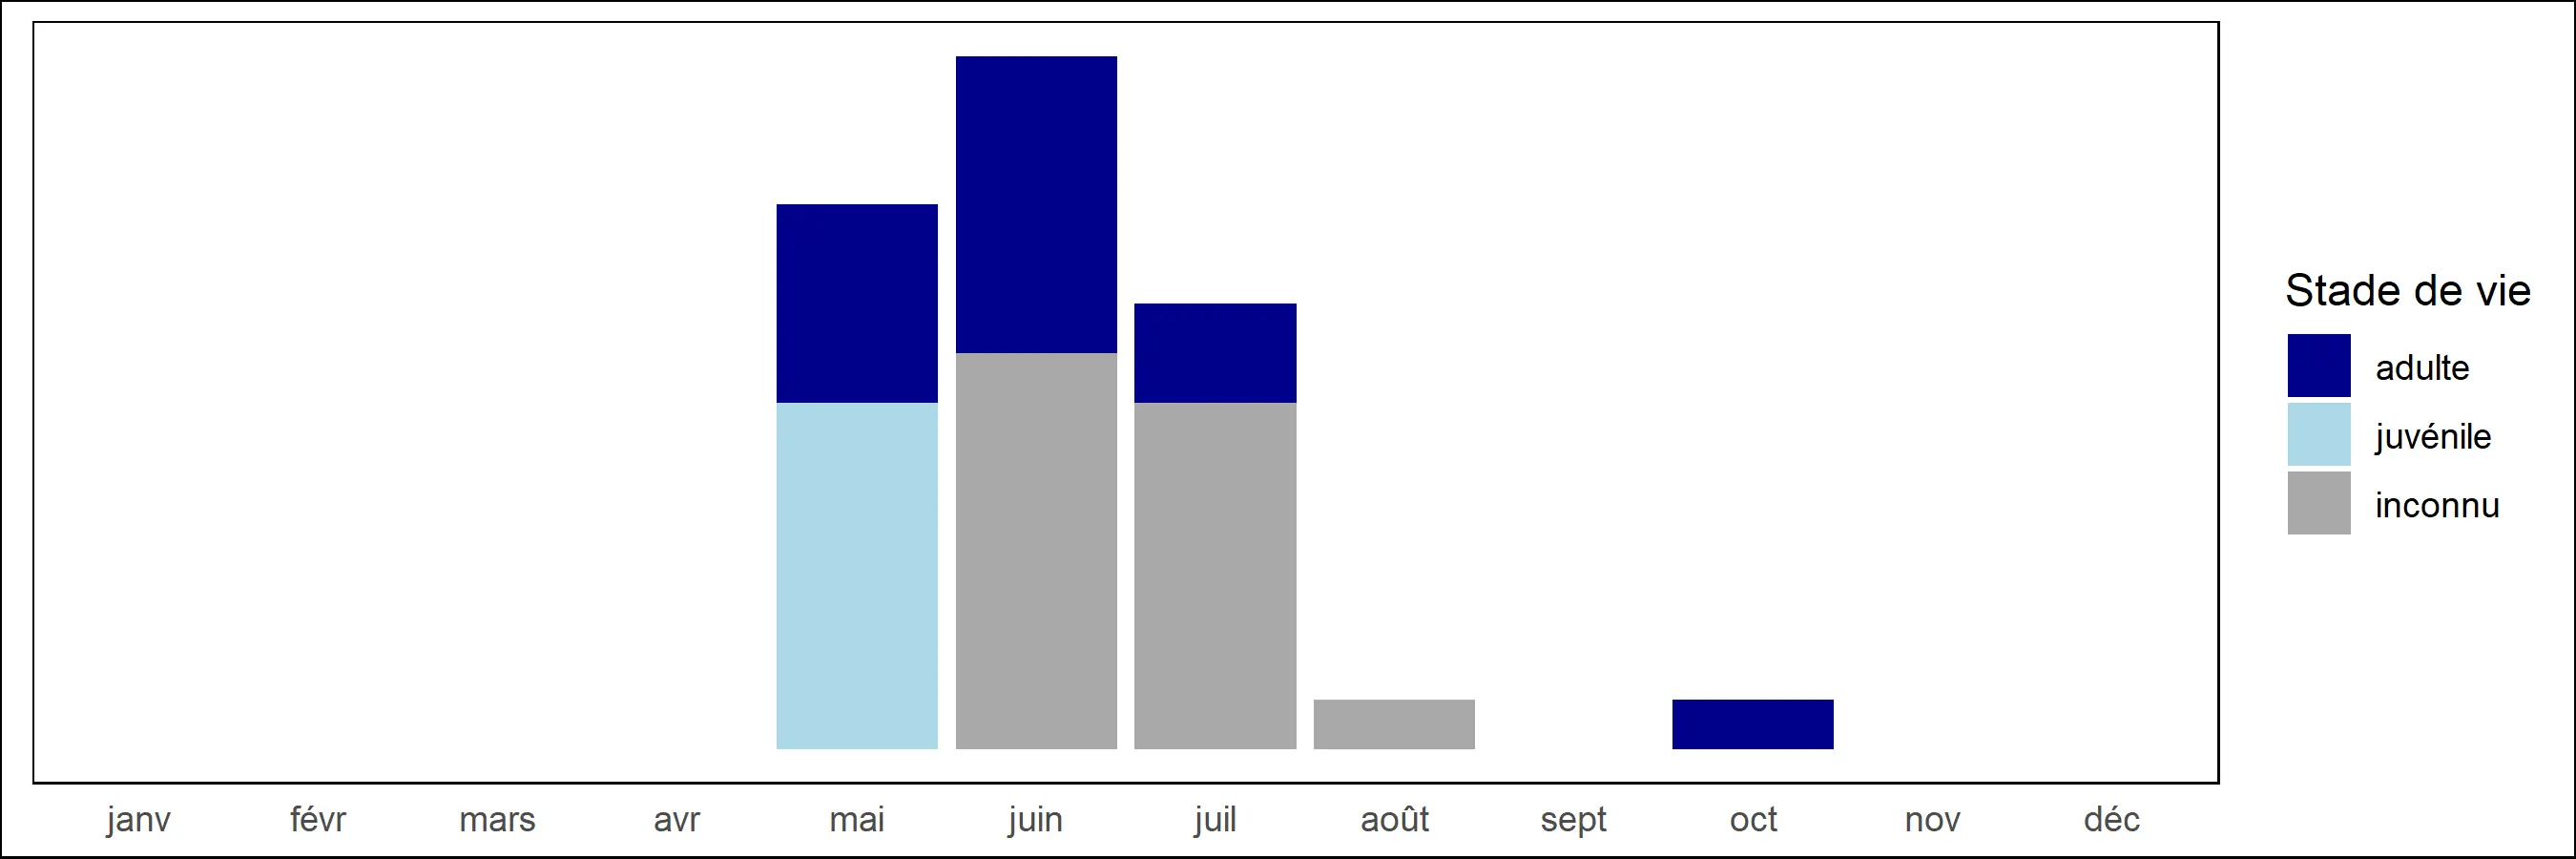 Stade de vie
adulte
juvénile
inconnu
janv févr mars avr mai juin juil août sept oct nov déc